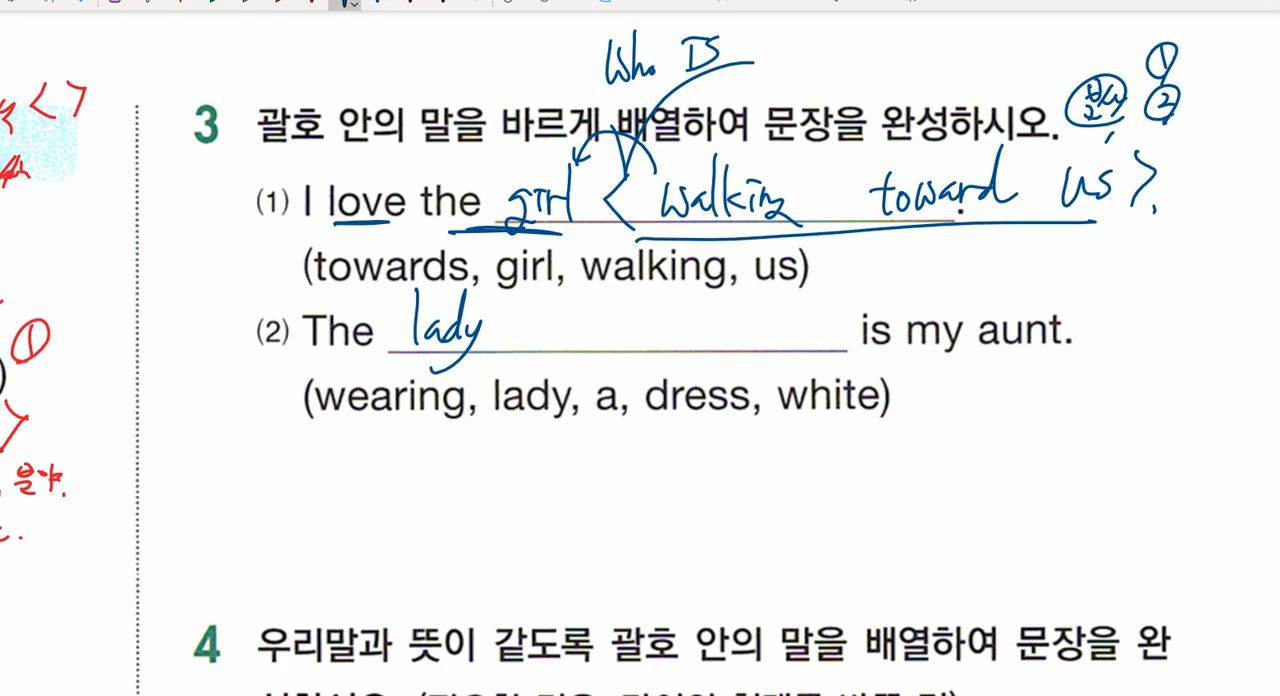 Who IS
①
< >
3 괄호 안의 말을 바르게 배열하여 문장을 완성하시오. ②
(1) I love the girl < walking toward us >.
(towards, girl, walking, us)
(2) The lady is my aunt.
①
(wearing, lady, a, dress, white)
4 우리말과 뜻이 같도록 괄호 안의 말을 배열하여 문장을 완